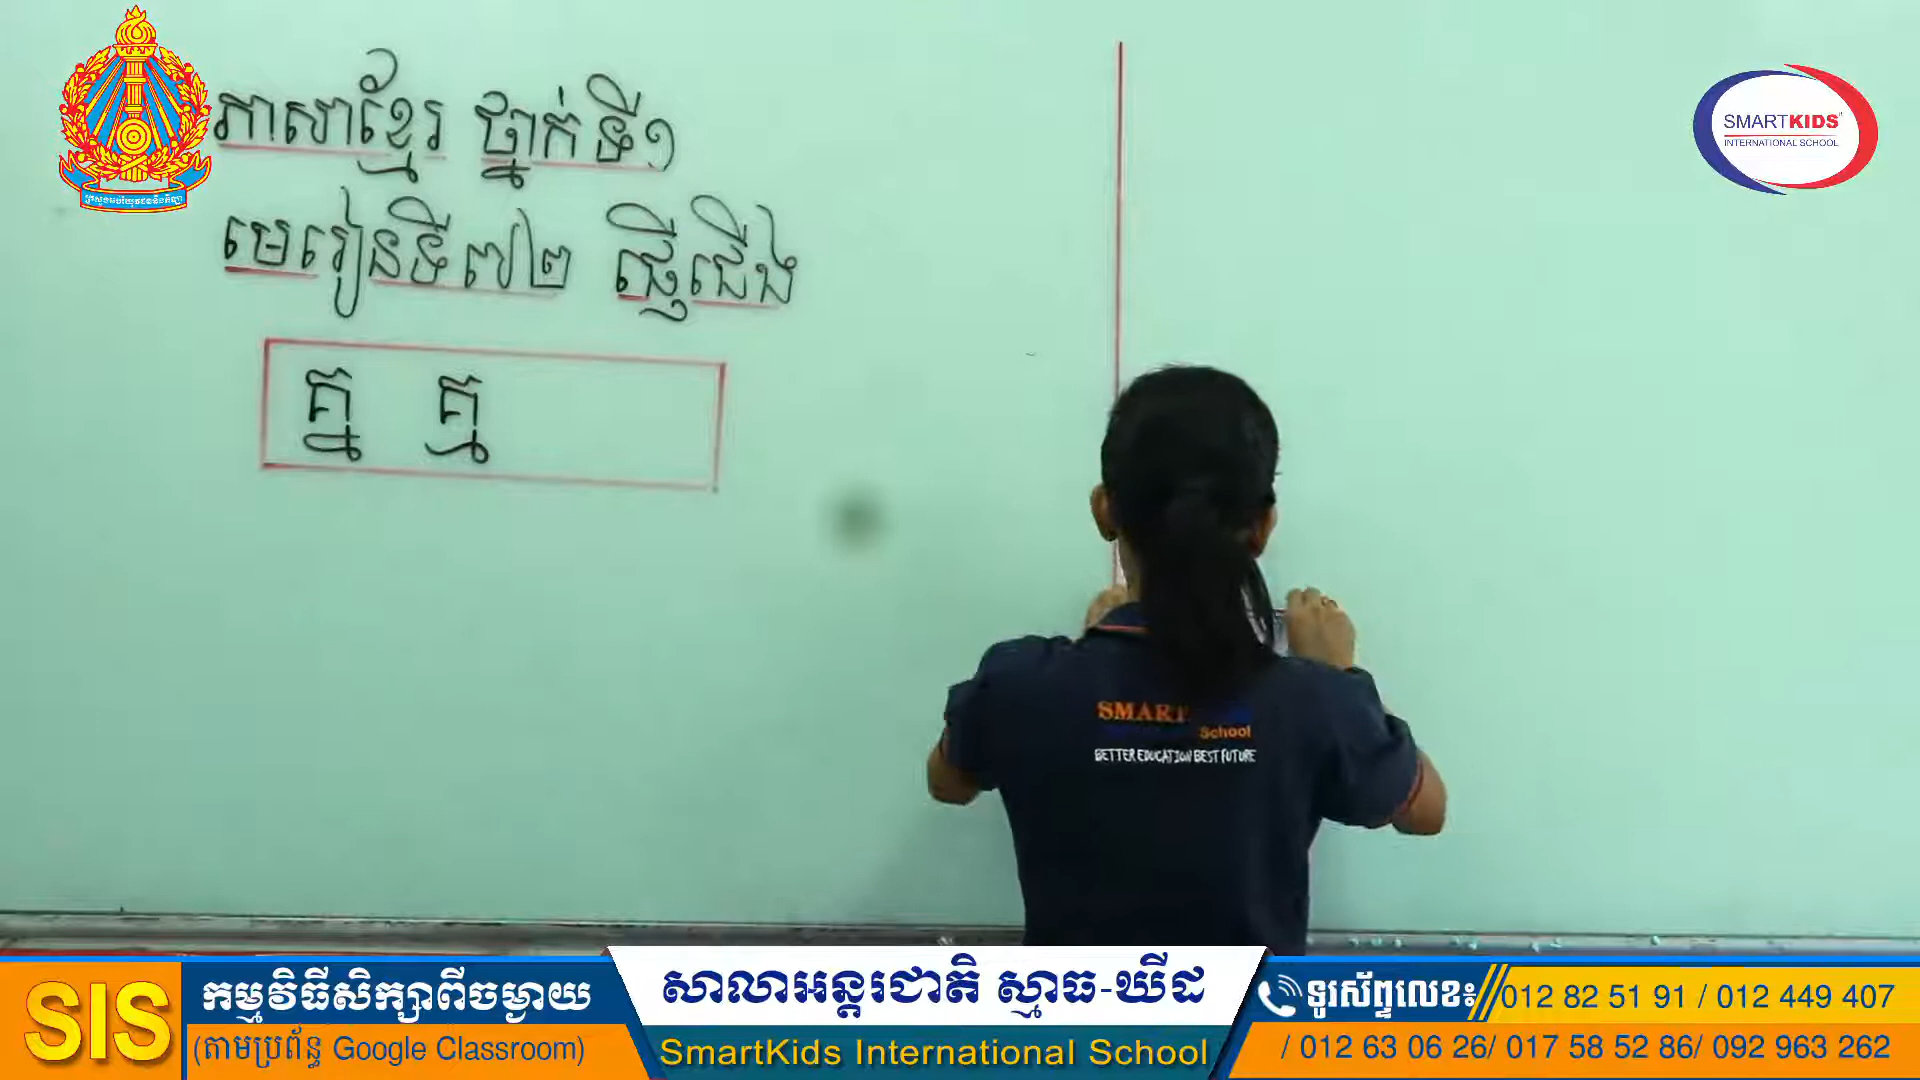 ភាសាខ្មែរ ថ្នាក់ទី១
មេរៀនទី៧២ ផ្ញើជើង
គ្ន គ្ម
SMARTKIDS
INTERNATIONAL SCHOOL
SMART
School
BETTER EDUCATION BEST FUTURE
SIS
កម្មវិធីសិក្សាពីចម្ងាយ
(តាមប្រព័ន្ធ Google Classroom)
សាលាអន្តរជាតិ ស្មាធ-ឃីដ
SmartKids International School
ទូរស័ព្ទលេខ៖ 012 82 51 91 / 012 449 407
/ 012 63 06 26/ 017 58 52 86/ 092 963 262